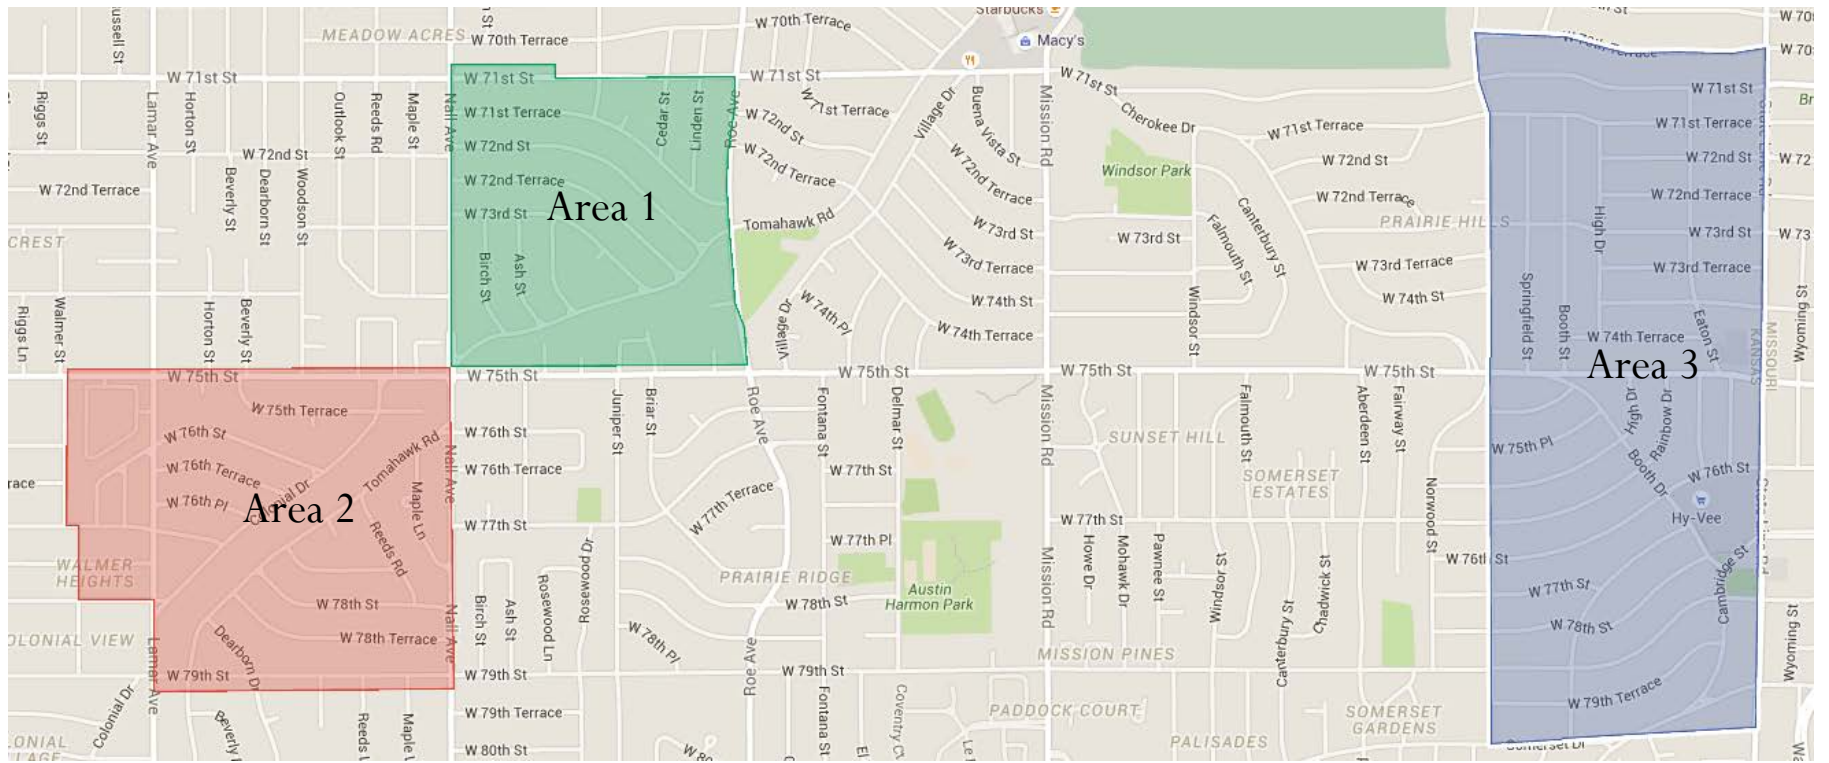 Starbucks
Macy's
MEADOW ACRES
W 70th Terrace
W 70th Terrace
W 71st St
W 71st St
W 71st St
W 71st St
W 71st St
Riggs St
Lamar Ave
Horton St
Outlook St
Reeds Rd
Maple St
Nall Ave
W 71st Terrace
Cedar St
Linden St
Roe Ave
W 71st Terrace
Village Dr
Buena Vista St
Mission Rd
Cherokee Dr
W 71st Terrace
W 71st Terrace
W 72nd St
W 72nd St
W 72nd St
W 72nd St
W 72nd St
W 72nd Terrace
W 72nd Terrace
W 72nd Terrace
W 72nd Terrace
W 72nd Terrace
W 72nd Terrace
Beverly St
Dearborn St
Woodson St
Windsor Park
PRAIRIE HILLS
Area 1
W 73rd St
W 73rd St
W 73rd St
W 73rd St
Tomahawk Rd
Falmouth St
Canterbury St
High Dr
Birch St
Ash St
W 73rd Terrace
W 73rd Terrace
W 73rd Terrace
W 74th St
W 74th St
W 74th Pl
W 74th Terrace
W 74th Terrace
Village Dr
Windsor St
Springfield St
Booth St
Eaton St
Wyoming St
KANSAS
MISSOURI
Riggs Ln
Walmer St
Horton St
Beverly St
Area 3
W 75th St
W 75th St
W 75th St
W 75th St
W 75th St
W 75th Terrace
W 76th St
W 76th Terrace
W 76th Pl
Colonial Dr
Tomahawk Rd
Nall Ave
Maple Ln
Reeds Rd
Area 2
W 76th St
W 76th Terrace
W 77th St
Juniper St
Briar St
Roe Ave
Fontana St
Delmar St
Mission Rd
SUNSET HILL
SOMERSET
ESTATES
Falmouth St
Aberdeen St
Fairway St
Norwood St
W 75th Pl
High Dr
Rainbow Dr
Booth Dr
W 76th St
Hy-Vee
W 77th Terrace
W 77th St
W 77th Pl
W 77th St
W 76th St
W 77th St
Cambridge St
W 78th St
W 79th Terrace
WALMER
HEIGHTS
W 78th St
W 78th Terrace
Nall Ave
Dearborn Dr
W 79th St
Lamar Ave
Birch St
Ash St
Rosewood Ln
Rosewood Dr
PRAIRIE RIDGE
W 78th St
W 78th Pl
Austin
Harmon Park
Mission Rd
Howe Dr
Mohawk Dr
Pawnee St
Windsor St
Canterbury St
Chadwick St
MISSION PINES
W 79th St
W 79th St
Roe Ave
Wyoming St
Colonial Dr
W 79th Terrace
W 80th St
Fontana St
PADDOCK COURT
PALISADES
SOMERSET
GARDENS
Somerset Dr